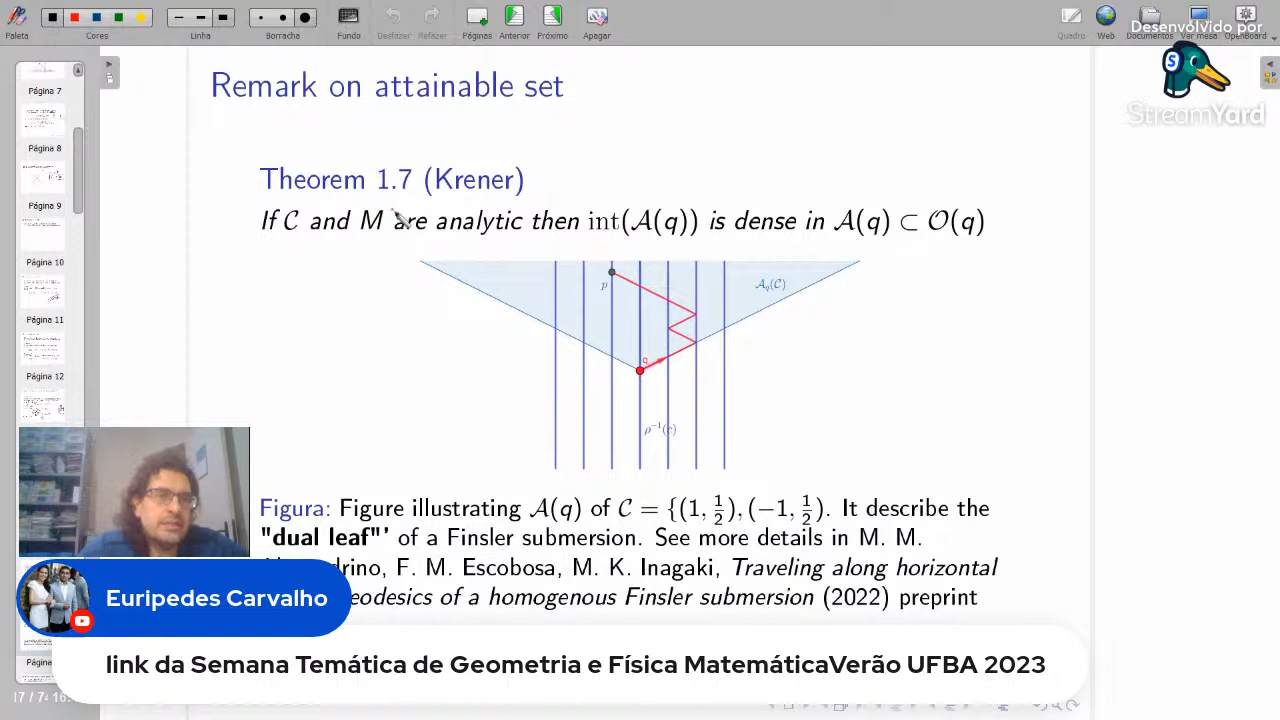 Paleta
Cores
Linha
Borracha
Fundo
Desfazer
Refazer
Páginas
Anterior
Próximo
Apagar
Quadro
Web
Documentos
Ver mesa
OpenBoard
Desenvolvido por
StreamYard
Página 7
Página 8
Página 9
Página 10
Página 11
Página 12
Remark on attainable set
Theorem 1.7 (Krener)
If C and M are analytic then int(A(q)) is dense in A(q) ⊂ O(q)
p
A_q(C)
q
ρ⁻¹(c)
Figura: Figure illustrating A(q) of C = {(1, 1/2), (−1, 1/2). It describe the
"dual leaf"' of a Finsler submersion. See more details in M. M.
drino, F. M. Escobosa, M. K. Inagaki, Traveling along horizontal
eodesics of a homogenous Finsler submersion (2022) preprint
Euripedes Carvalho
link da Semana Temática de Geometria e Física MatemáticaVerão UFBA 2023
Página